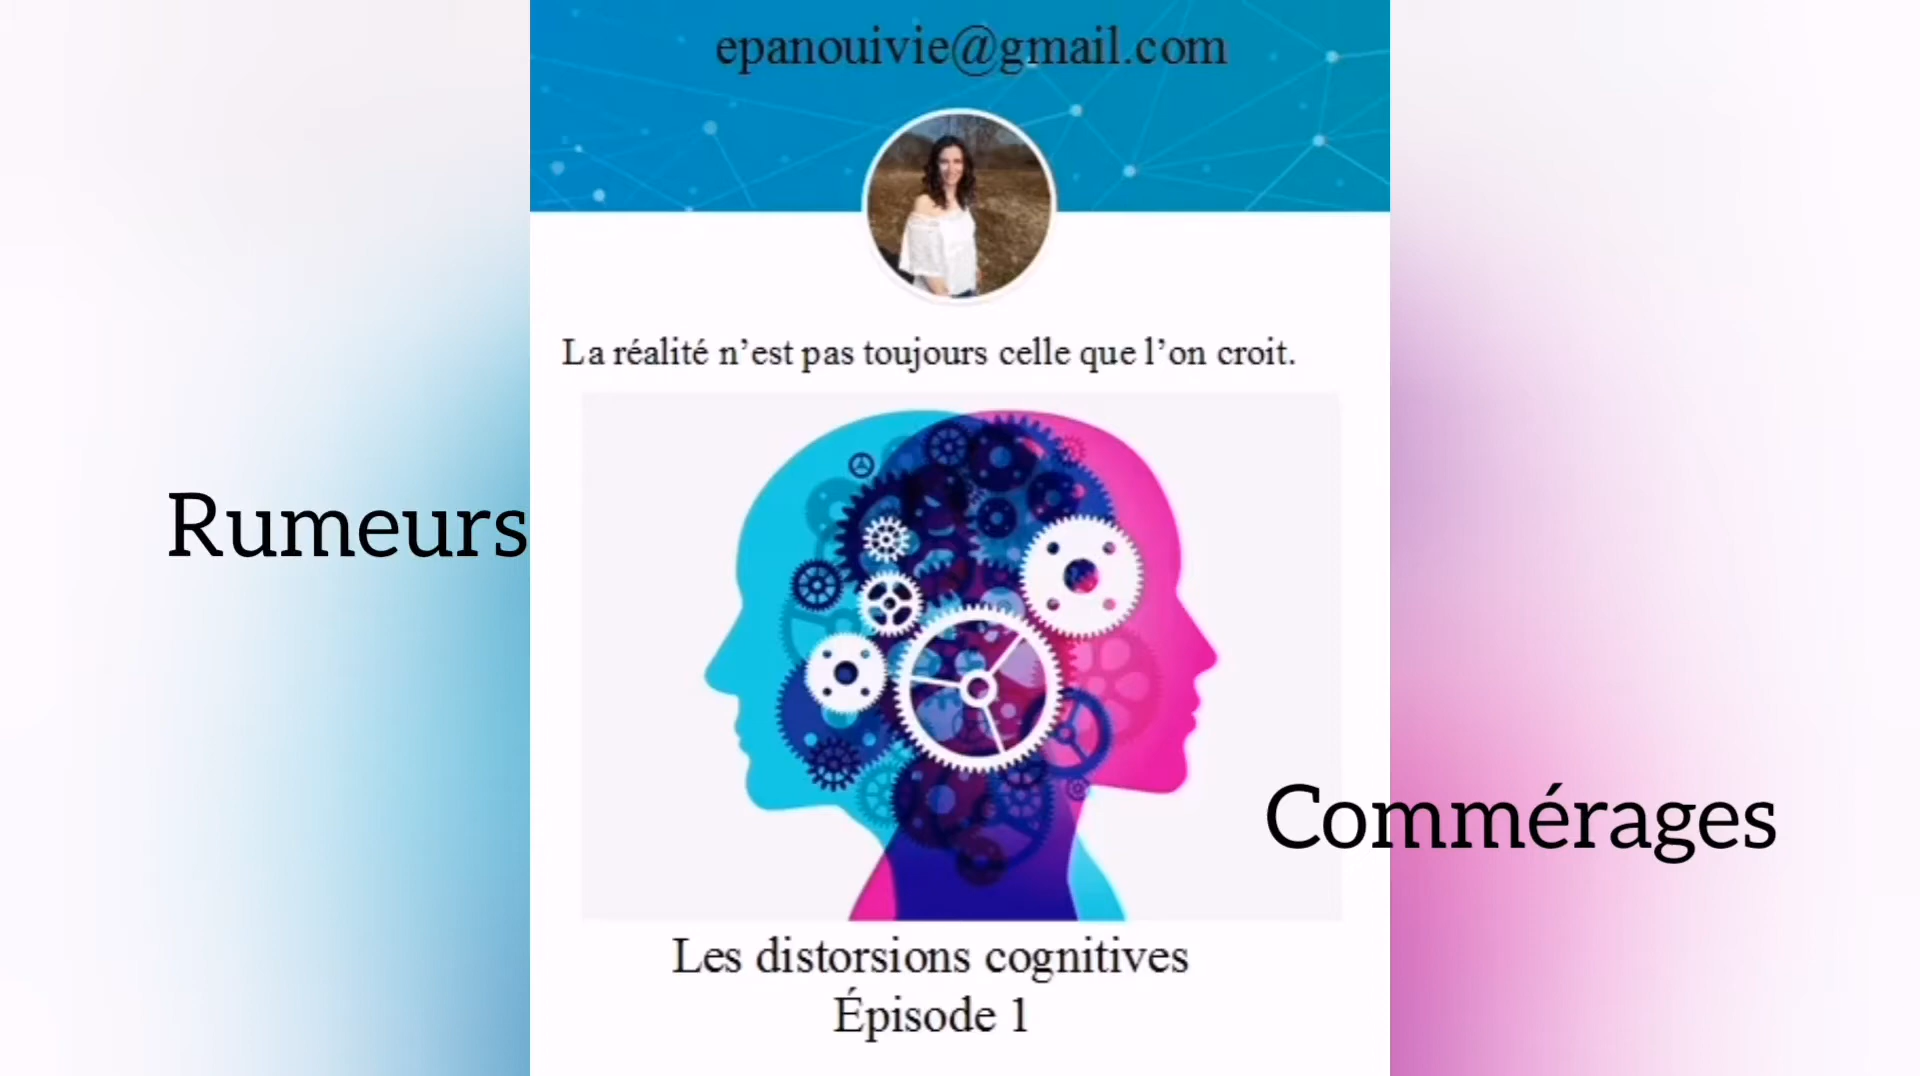 epanouivie@gmail.com
La réalité n’est pas toujours celle que l’on croit.
Rumeurs
Commérages
Les distorsions cognitives
Épisode 1